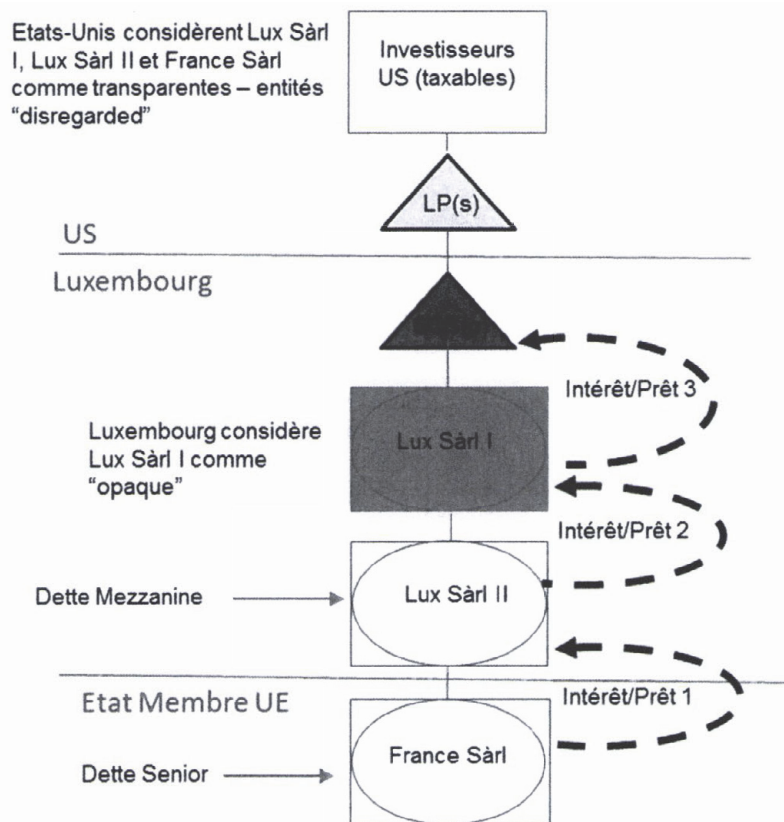 Etats-Unis considèrent Lux Sàrl
I, Lux Sàrl II et France Sàrl
comme transparentes – entités
“disregarded”
Investisseurs
US (taxables)
LP(s)
US
Luxembourg
Intérêt/Prêt 3
Luxembourg considère
Lux Sàrl I comme
“opaque”
Lux Sàrl I
Intérêt/Prêt 2
Dette Mezzanine
Lux Sàrl II
Etat Membre UE
Intérêt/Prêt 1
Dette Senior
France Sàrl